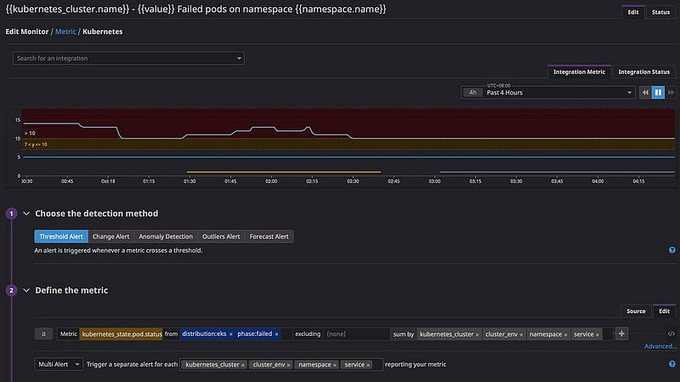 {{kubernetes_cluster.name}} - {{value}} Failed pods on namespace {{namespace.name}}
Edit Status
Edit Monitor / Metric / Kubernetes
Search for an integration
Integration Metric Integration Status
UTC+08:00
4h Past 4 Hours
15
> 10
10
7 < y <= 10
5
0
00:30 00:45 Oct 18 01:15 01:30 01:45 02:00 02:15 02:30 02:45 03:00 03:15 03:30 03:45 04:00 04:15
1 Choose the detection method
Threshold Alert Change Alert Anomaly Detection Outliers Alert Forecast Alert
An alert is triggered whenever a metric crosses a threshold.
2 Define the metric
Source Edit
a Metric kubernetes_state.pod.status from distribution:eks × phase:failed × excluding (none) sum by kubernetes_cluster × cluster_env × namespace × service × + </>
Advanced...
Multi Alert Trigger a separate alert for each kubernetes_cluster × cluster_env × namespace × service × reporting your metric